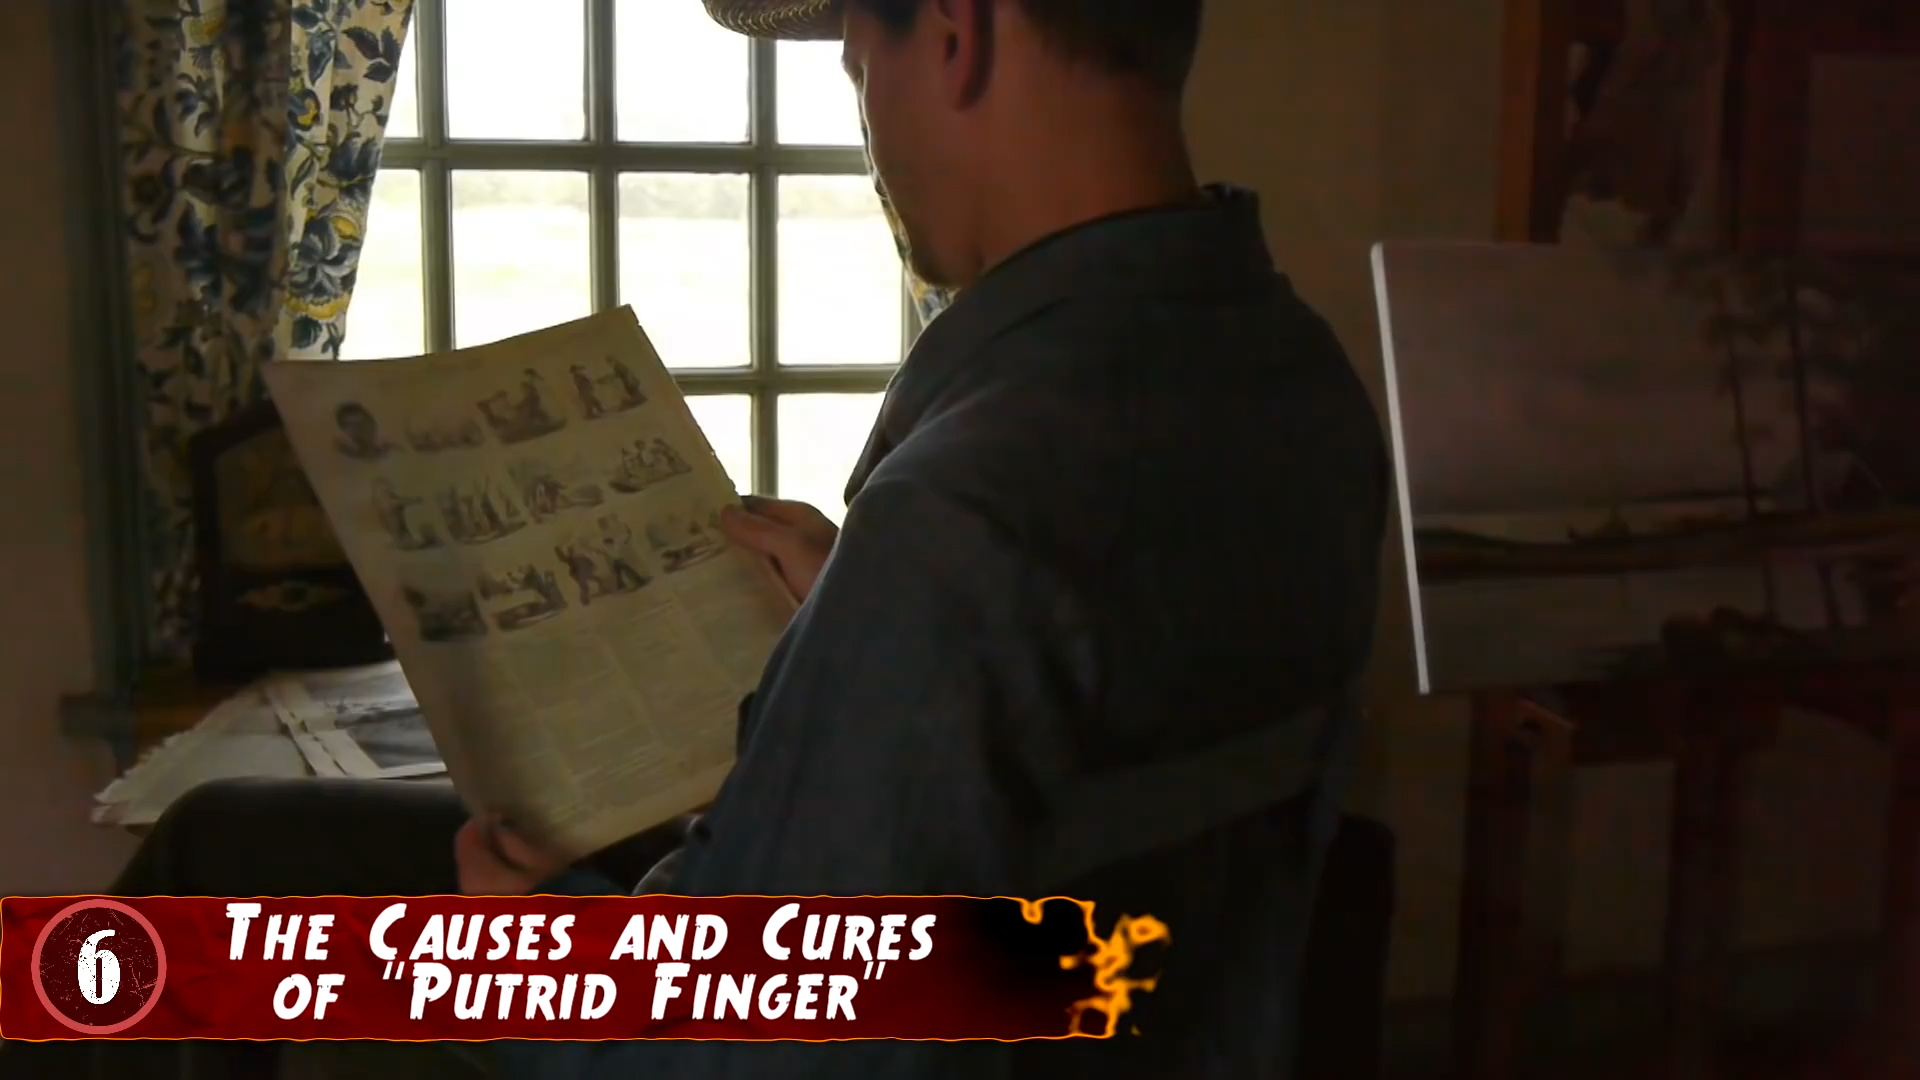 6
The Causes and Cures
of "Putrid Finger"